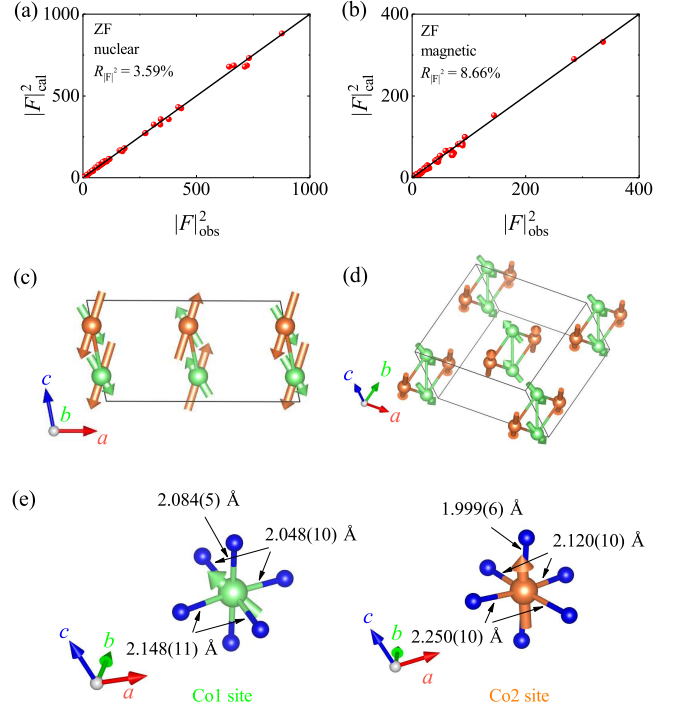 (a)
ZF
nuclear
R|F|² = 3.59%
1000
500
0
|F|²cal
0
500
1000
|F|²obs
(b)
ZF
magnetic
R|F|² = 8.66%
400
200
0
|F|²cal
0
200
400
|F|²obs
(c)
c
b
a
(d)
c
b
a
(e)
2.084(5) Å
2.048(10) Å
2.148(11) Å
c
b
a
Co1 site
1.999(6) Å
2.120(10) Å
2.250(10) Å
c
b
a
Co2 site